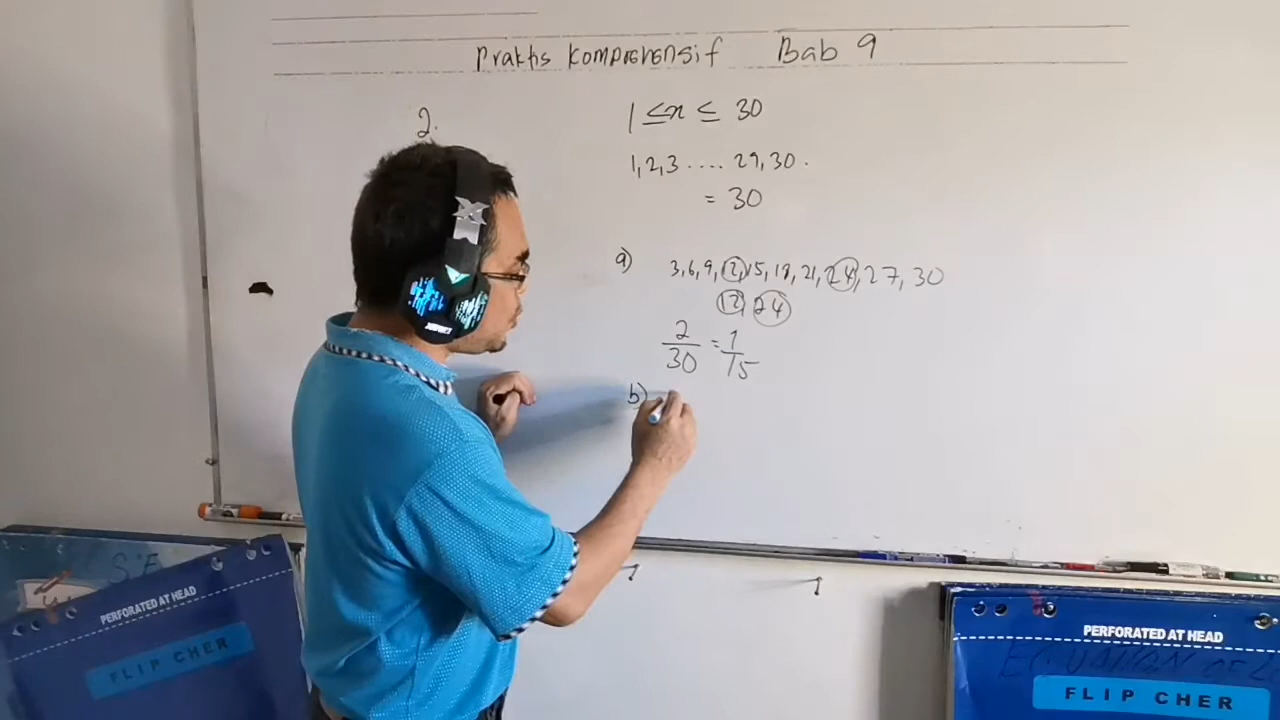 Praktis Komprehensif Bab 9
2.
1 ≤ x ≤ 30
1, 2, 3 ..... 29, 30.
= 30
a) 3, 6, 9, 12, 15, 18, 21, 24, 27, 30
12, 24
2/30 = 1/15
b)
PERFORATED AT HEAD
FLIP CHER
PERFORATED AT HEAD
FLIP CHER